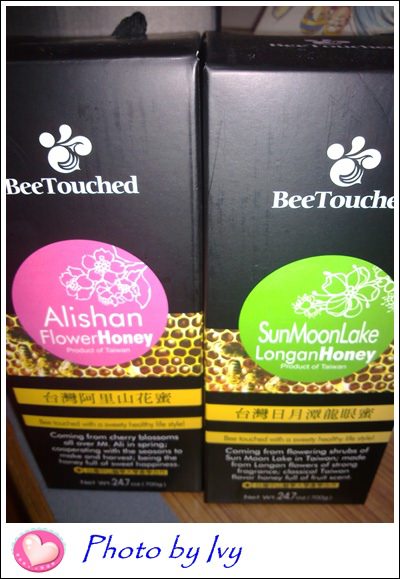 BeeTouched
Alishan
FlowerHoney
Product of Taiwan
台灣阿里山花蜜
Bee touched with a sweety healthy life style!
Coming from cherry blossoms
all over Mt. Ali in spring;
cooperating with the seasons to
make and harvest; being the
honey full of sweet happiness.
Net Wt. 24.7oz (700g)
BeeTouche
SunMoonLake
LonganHoney
Product of Taiwan
台灣日月潭龍眼蜜
Bee touched with a sweety healthy life style!
Coming from flowering shrubs of
Sun Moon Lake in Taiwan; made
from Longan flowers of strong
fragrance; classical Taiwan
flavor honey full of fruit scent.
Net Wt. 24.7oz (700g)
BeeTouched
Photo by Ivy